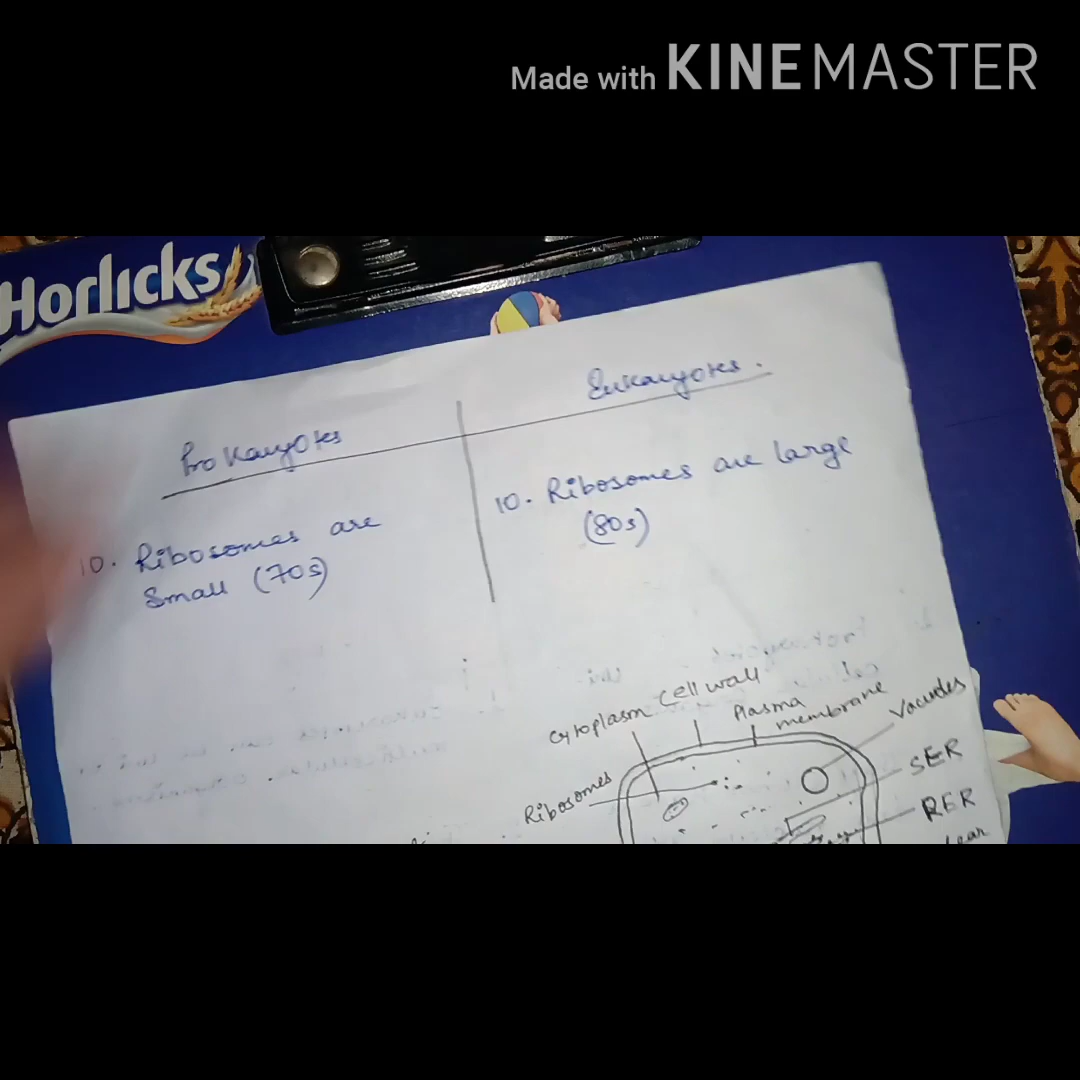 Made with KINEMASTER
Horlicks
Prokaryotes
Eukaryotes.
10. Ribosomes are
Small (70s)
10. Ribosomes are large
(80s)
Cytoplasm
Cell wall
Plasma
membrane
Vacuoles
Ribosomes
SER
RER